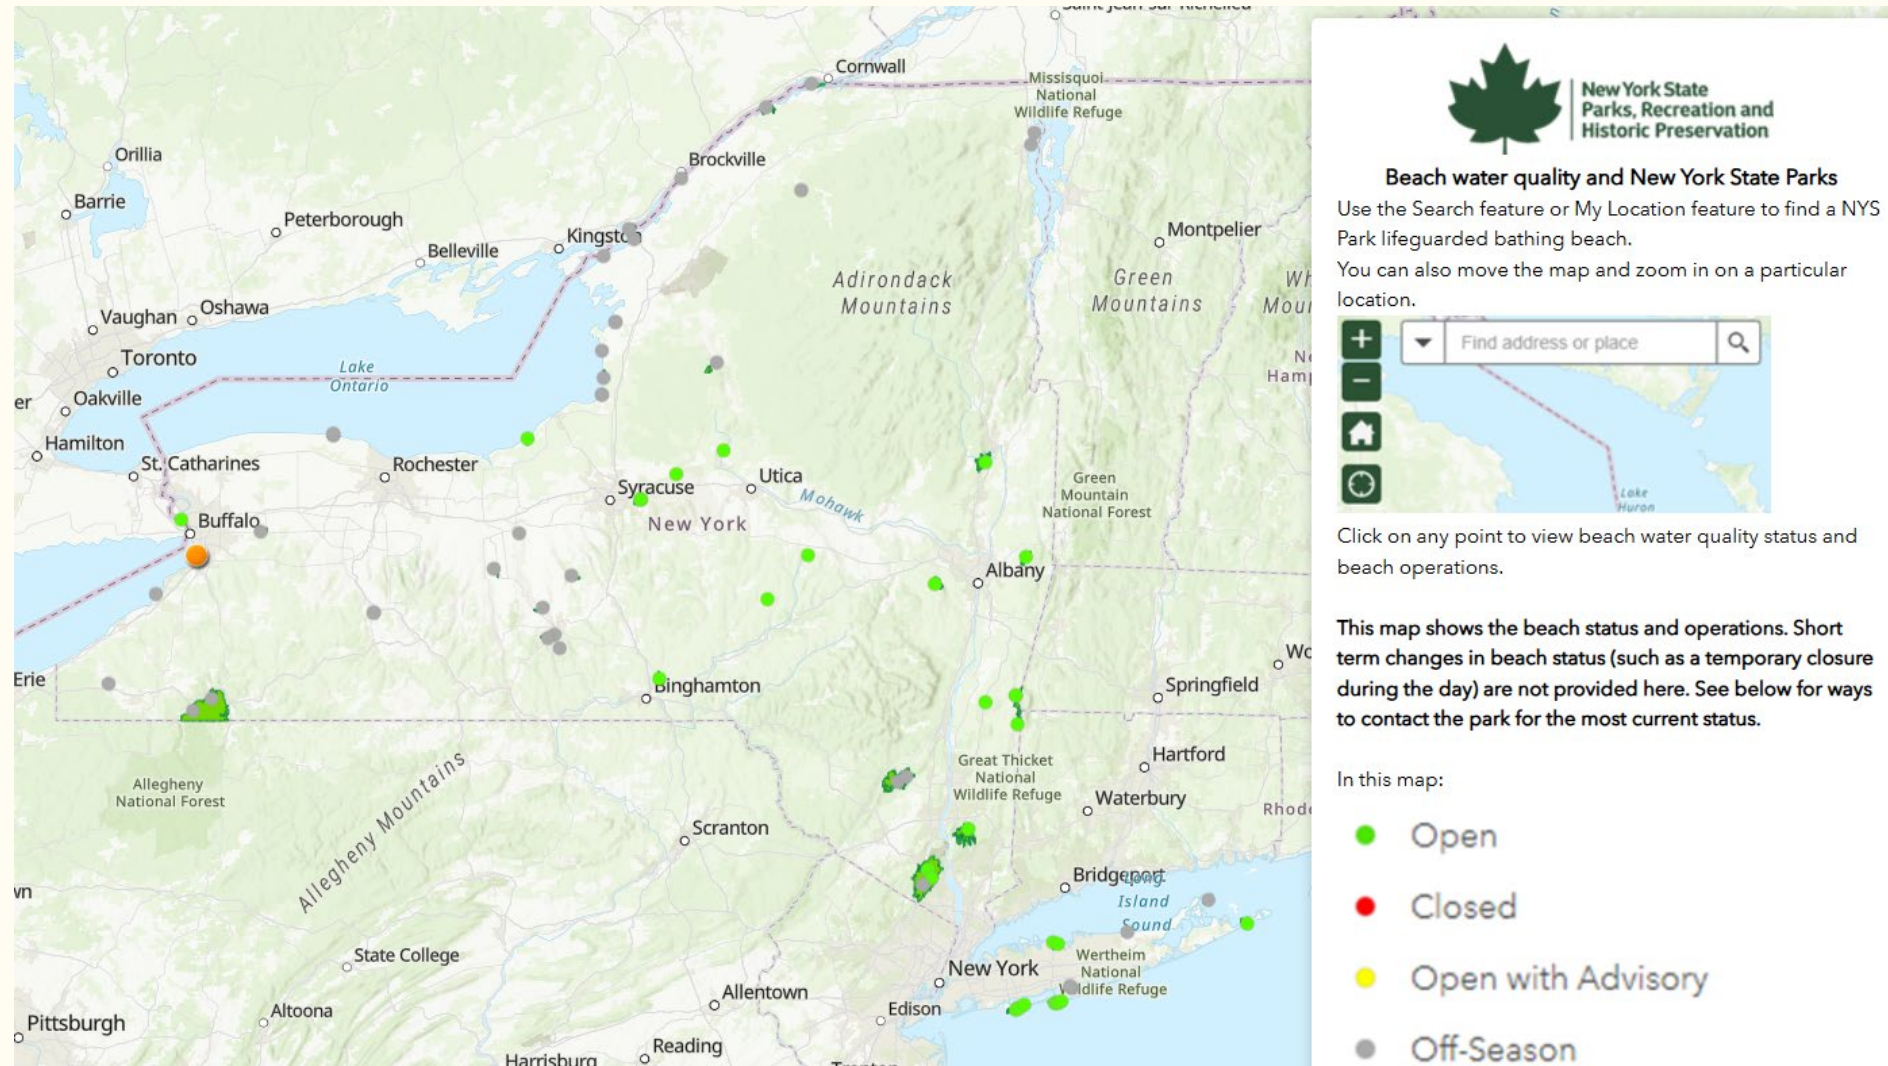 Cornwall
Missisquoi
National
Wildlife Refuge
Orillia
Brockville
Barrie
Peterborough
Kingston
Montpelier
Belleville
Adirondack
Mountains
Green
Mountains
Oshawa
Vaughan
Toronto
Lake
Ontario
Oakville
Hamilton
St. Catharines
Rochester
Syracuse
Utica
Mohawk
Green
Mountain
National Forest
New York
Buffalo
Albany
Erie
Binghamton
Springfield
Hartford
Allegheny
National Forest
Allegheny Mountains
Great Thicket
National
Wildlife Refuge
Waterbury
Scranton
Bridgeport
Long
Island
Sound
State College
New York
Wertheim
National
Wildlife Refuge
Allentown
Altoona
Edison
Pittsburgh
Reading
Harrisburg
New York State
Parks, Recreation and
Historic Preservation
Beach water quality and New York State Parks
Use the Search feature or My Location feature to find a NYS
Park lifeguarded bathing beach.
You can also move the map and zoom in on a particular
location.
+
Find address or place
−
Lake
Huron
Click on any point to view beach water quality status and
beach operations.
This map shows the beach status and operations. Short
term changes in beach status (such as a temporary closure
during the day) are not provided here. See below for ways
to contact the park for the most current status.
In this map:
Open
Closed
Open with Advisory
Off-Season